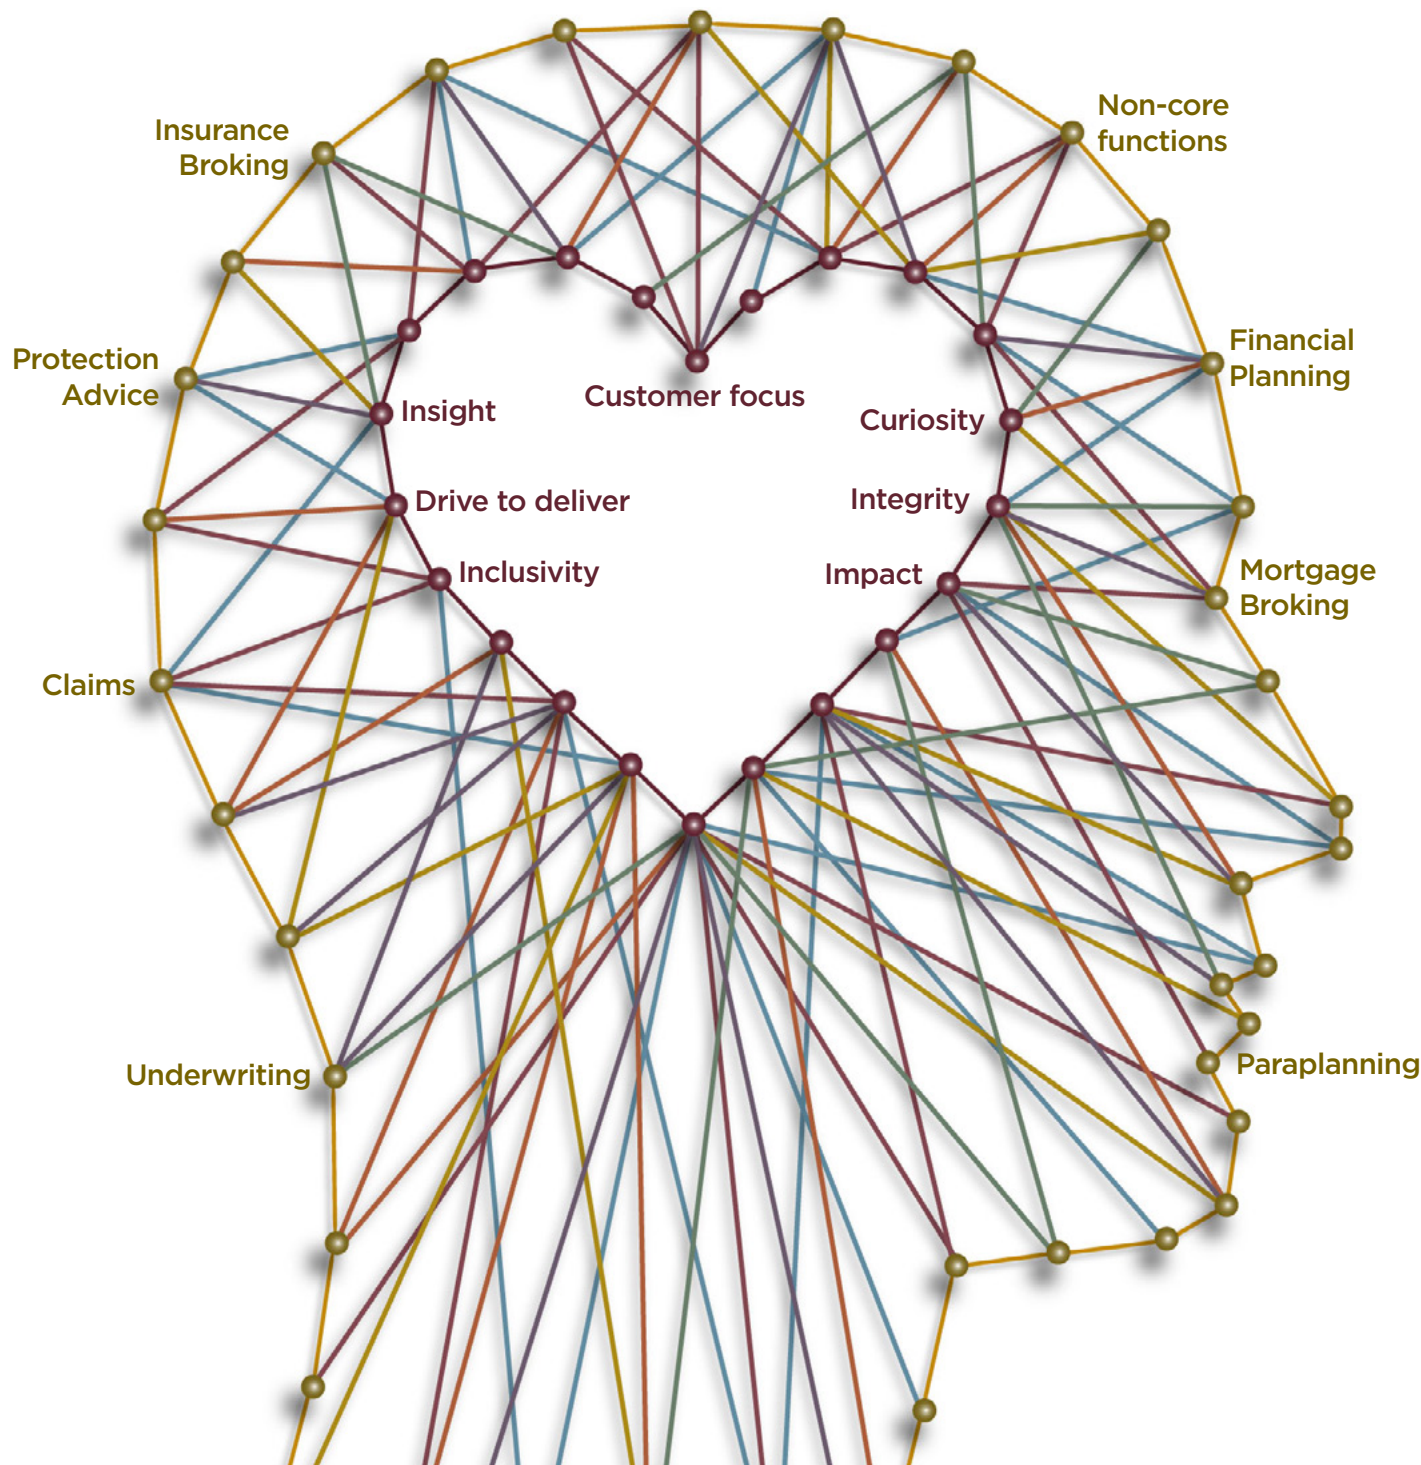 Non-core
functions
Insurance
Broking
Financial
Planning
Protection
Advice
Customer focus
Insight
Curiosity
Drive to deliver
Integrity
Inclusivity
Impact
Mortgage
Broking
Claims
Underwriting
Paraplanning